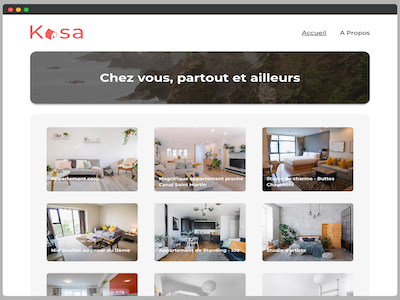 Kasa
Accueil
A Propos
Chez vous, partout et ailleurs
Appartement cosy
Magnifique appartement proche
Canal Saint Martin
Studio de charme - Buttes
Chaumont
Nid douillet au coeur du 11ème
Appartement de Standing - 10e
Studio d'artiste